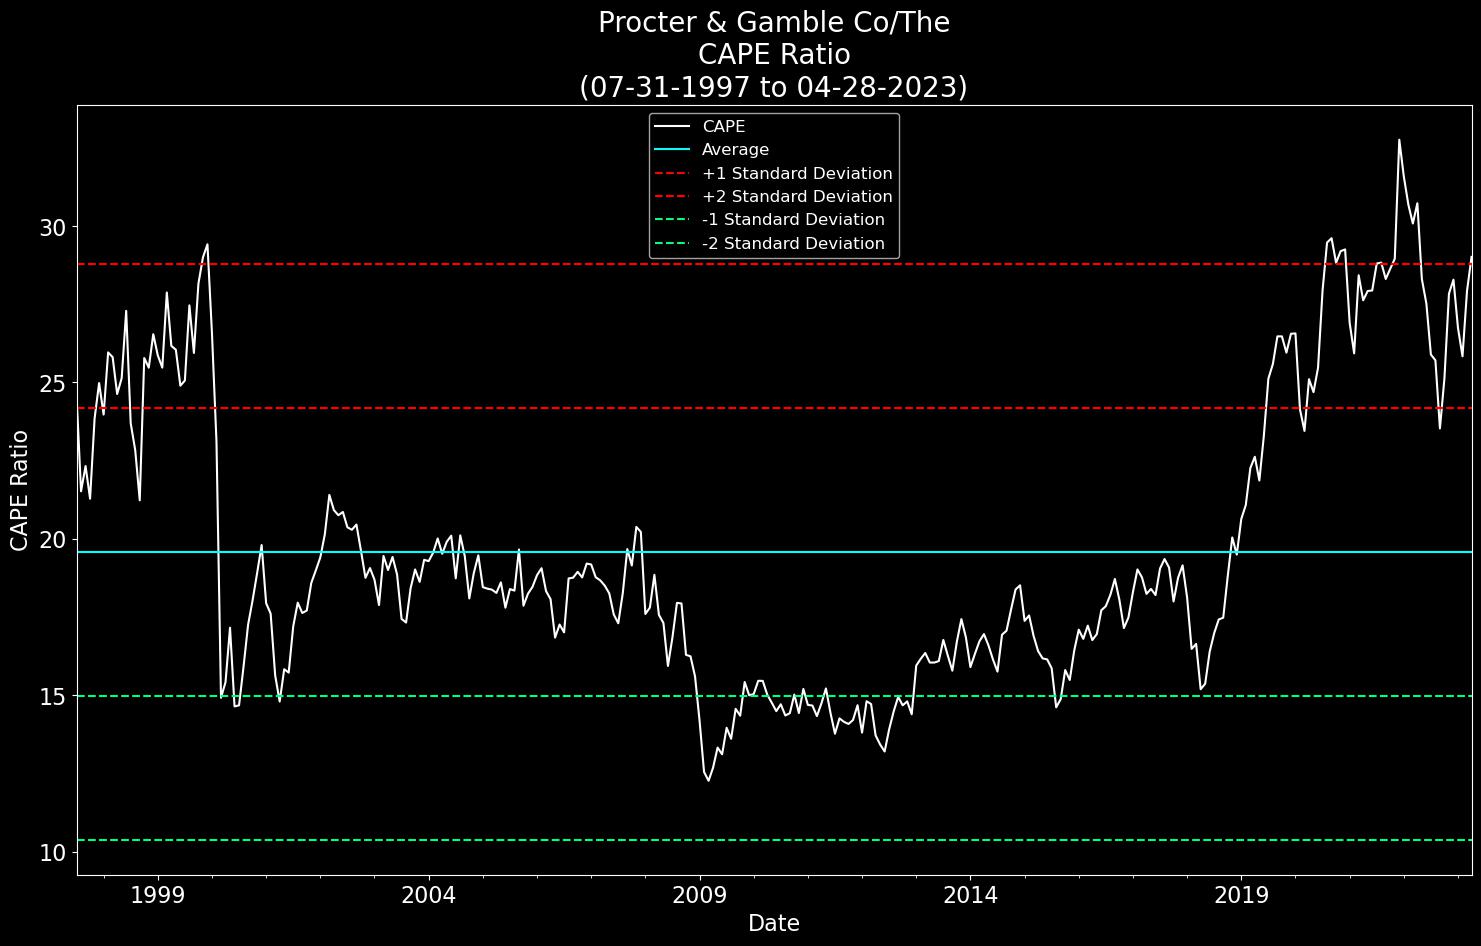 Procter & Gamble Co/The
CAPE Ratio
(07-31-1997 to 04-28-2023)
CAPE
Average
+1 Standard Deviation
+2 Standard Deviation
-1 Standard Deviation
-2 Standard Deviation
CAPE Ratio
30
25
20
15
10
1999
2004
2009
2014
2019
Date